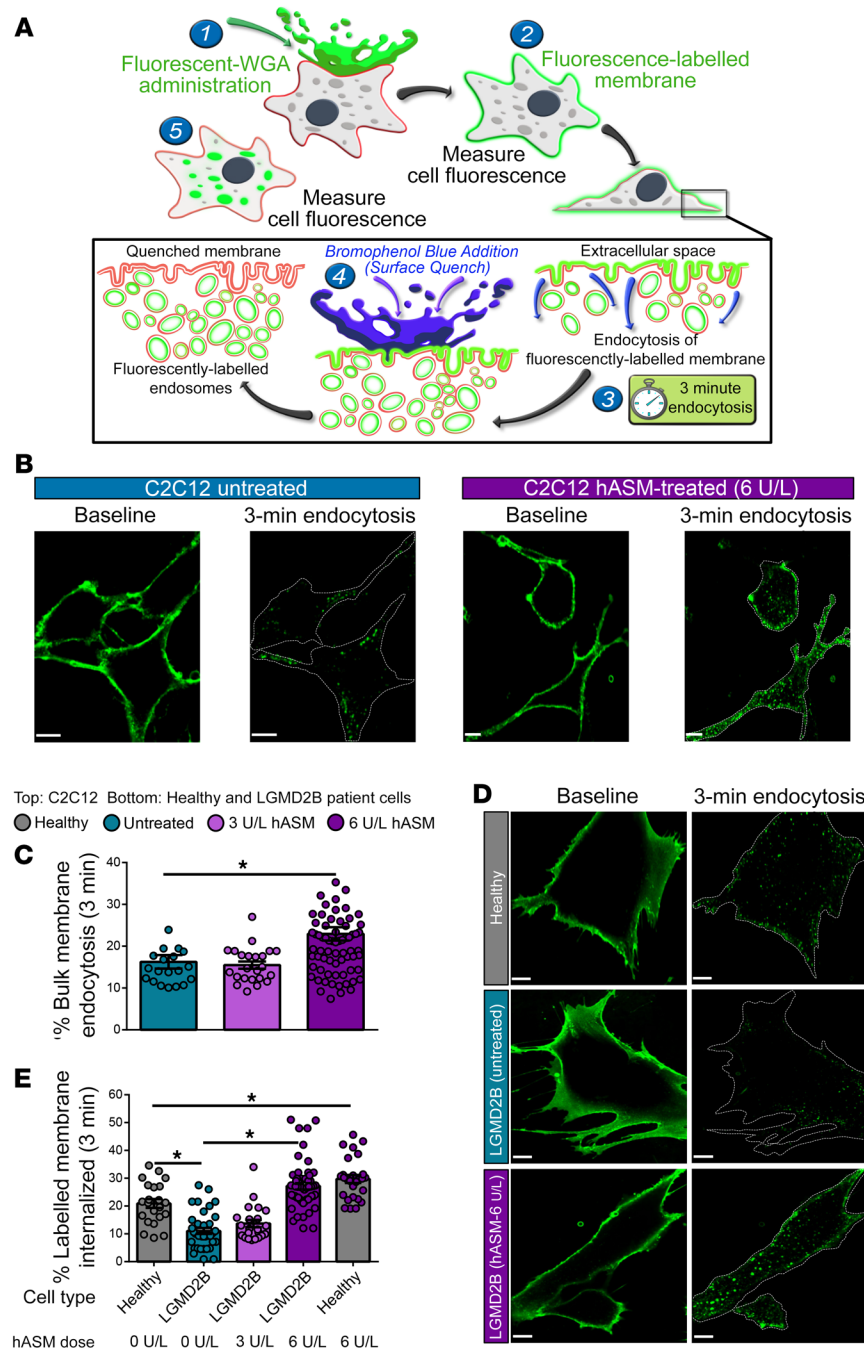 A
1
Fluorescent-WGA
administration
2
Fluorescence-labelled
membrane
Measure
cell fluorescence
5
Measure
cell fluorescence
Quenched membrane
Fluorescently-labelled
endosomes
Bromophenol Blue Addition
(Surface Quench)
4
Extracellular space
Endocytosis of
fluorescenctly-labelled membrane
3
3 minute
endocytosis
B
C2C12 untreated
C2C12 hASM-treated (6 U/L)
Baseline
3-min endocytosis
Baseline
3-min endocytosis
Top: C2C12 Bottom: Healthy and LGMD2B patient cells
Healthy Untreated 3 U/L hASM 6 U/L hASM
C
'% Bulk membrane
endocytosis (3 min)
40
30
20
10
0
*
D
Baseline
3-min endocytosis
Healthy
LGMD2B (untreated)
LGMD2B (hASM-6 U/L)
E
% Labelled membrane
internalized (3 min)
60
50
40
30
20
10
0
*
*
*
Cell type
Healthy LGMD2B LGMD2B LGMD2B Healthy
hASM dose
0 U/L 0 U/L 3 U/L 6 U/L 6 U/L